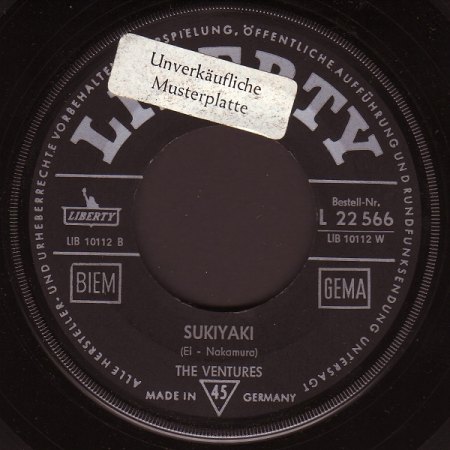 ALLE HERSTELLER- UND URHEBERRECHTE VORBEHALTEN
SPIELUNG, ÖFFENTLICHE AUFFÜHRUNG UND RUNDFUNKSENDUNG UNTERSAGT
LIBERTY
Unverkäufliche
Musterplatte
LIBERTY
LIB 10112 B
Bestell-Nr.
L 22 566
LIB 10112 W
BIEM
GEMA
SUKIYAKI
(Ei - Nakamura)
THE VENTURES
MADE IN 45 GERMANY